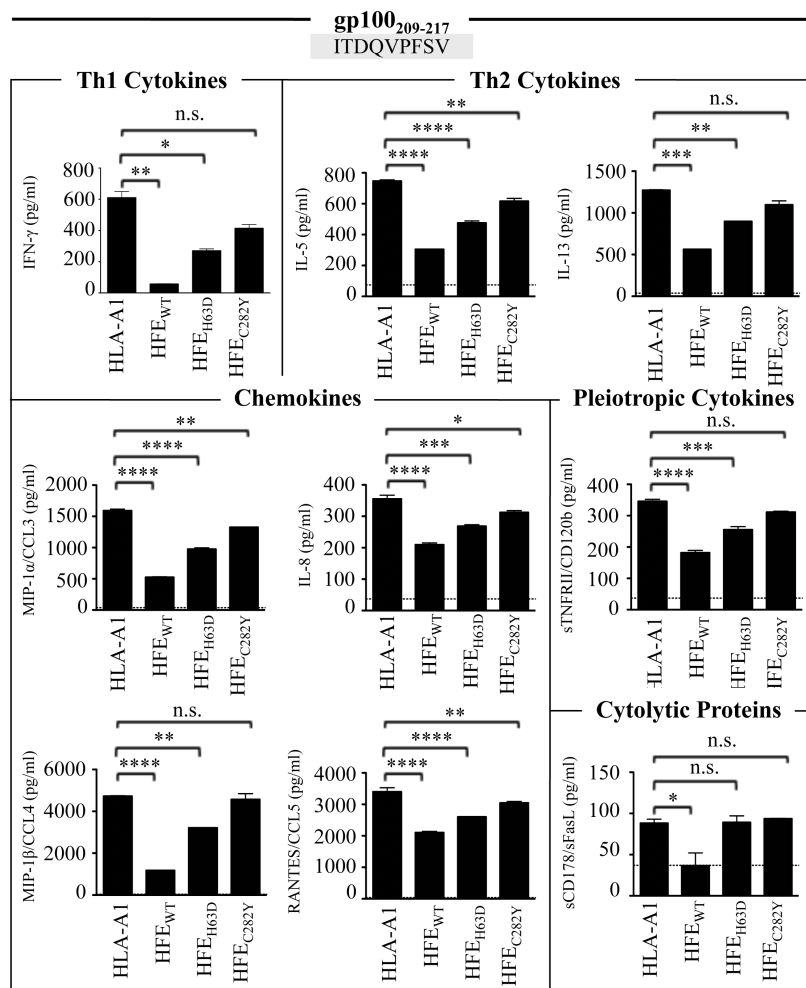 gp100209-217
ITDQVPFSV
Th1 Cytokines
Th2 Cytokines
n.s.
*
**
IFN-γ (pg/ml)
800
600
400
200
0
HLA-A1
HFEWT
HFEH63D
HFEC282Y
**
****
****
IL-5 (pg/ml)
800
600
400
200
0
HLA-A1
HFEWT
HFEH63D
HFEC282Y
n.s.
**
***
IL-13 (pg/ml)
1500
1000
500
0
HLA-A1
HFEWT
HFEH63D
HFEC282Y
Chemokines
Pleiotropic Cytokines
**
****
****
MIP-1α/CCL3 (pg/ml)
2000
1500
1000
500
0
HLA-A1
HFEWT
HFEH63D
HFEC282Y
*
***
****
IL-8 (pg/ml)
400
300
200
100
0
HLA-A1
HFEWT
HFEH63D
HFEC282Y
n.s.
***
****
sTNFRII/CD120b (pg/ml)
400
300
200
100
0
HLA-A1
HFEWT
HFEH63D
IFEC282Y
Cytolytic Proteins
n.s.
**
****
MIP-1β/CCL4 (pg/ml)
6000
4000
2000
0
HLA-A1
HFEWT
HFEH63D
HFEC282Y
**
****
****
RANTES/CCL5 (pg/ml)
4000
3000
2000
1000
0
HLA-A1
HFEWT
HFEH63D
HFEC282Y
n.s.
n.s.
*
sCD178/sFasL (pg/ml)
150
100
50
0
HLA-A1
HFEWT
HFEH63D
HFEC282Y